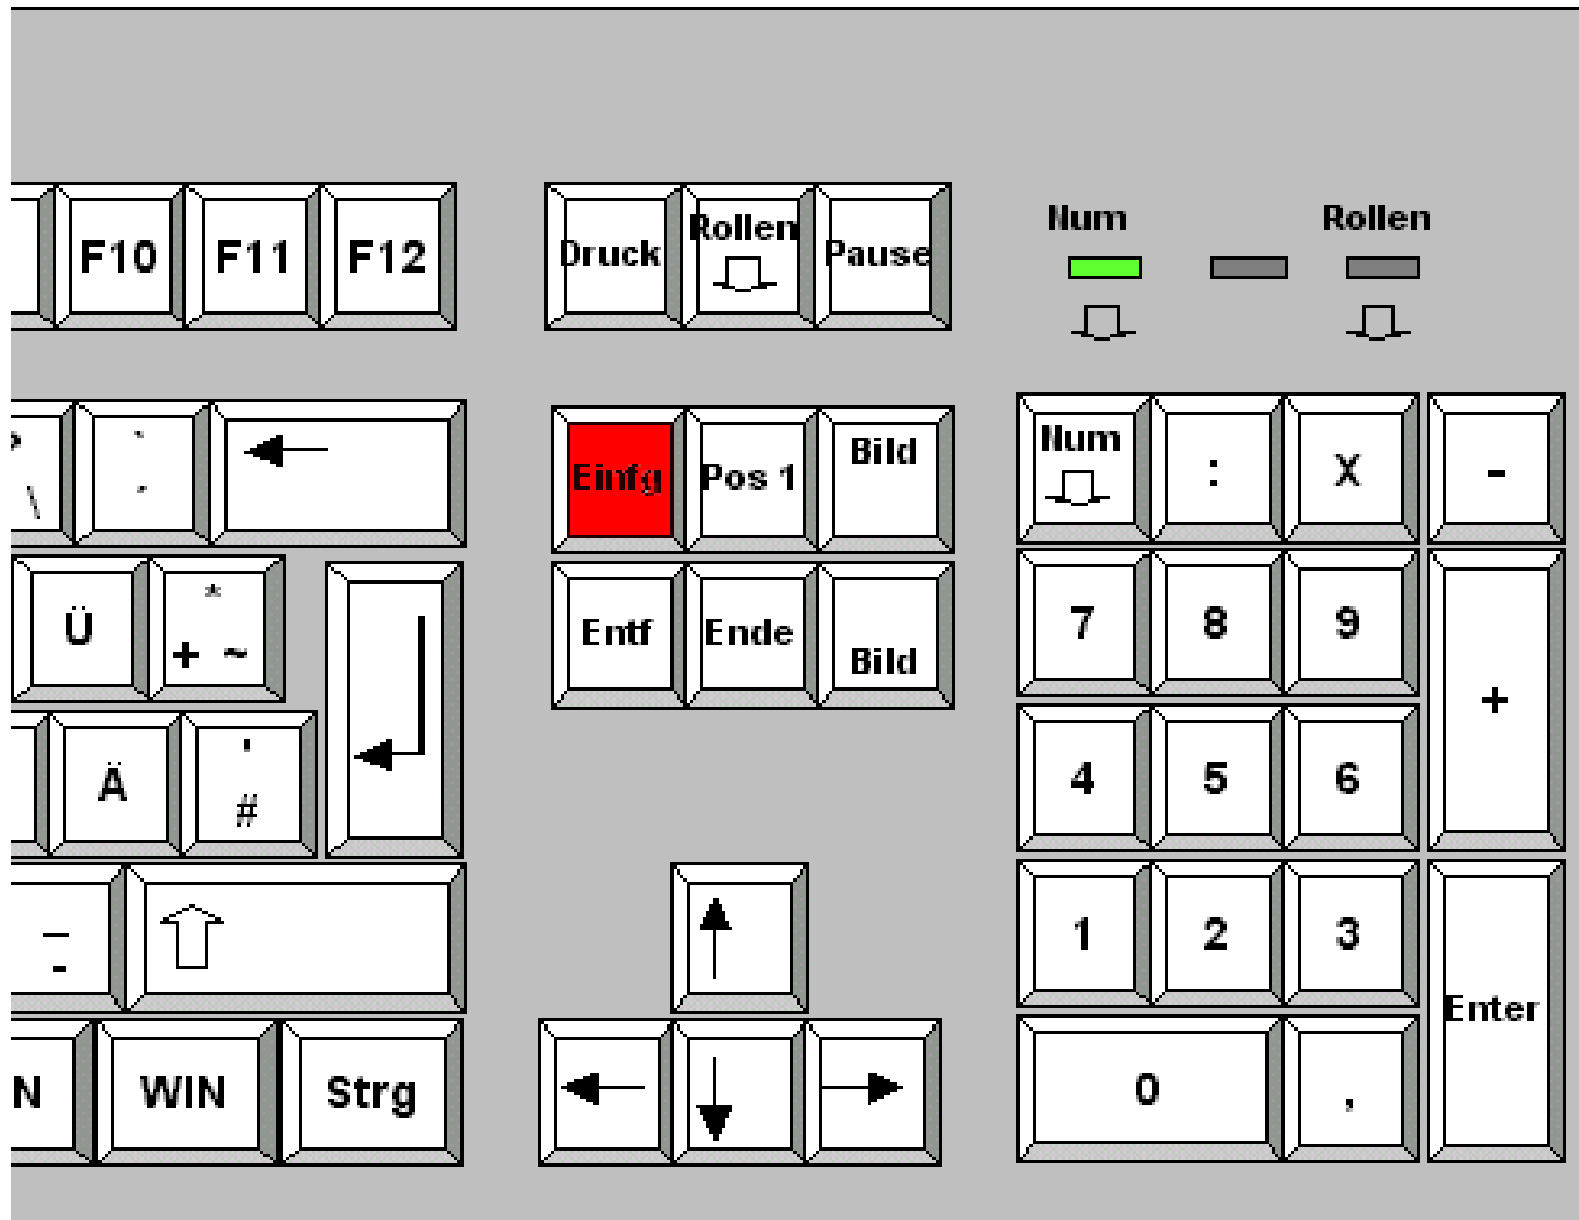 F10 F11 F12
Druck
Rollen
Pause
Num
Rollen
? \
` ´
Einfg
Pos 1
Bild
Num
:
X
-
Ü
*
+ ~
Entf
Ende
Bild
7 8 9
+
Ä
'
#
4 5 6
_
-
1 2 3
Enter
N
WIN
Strg
0
,